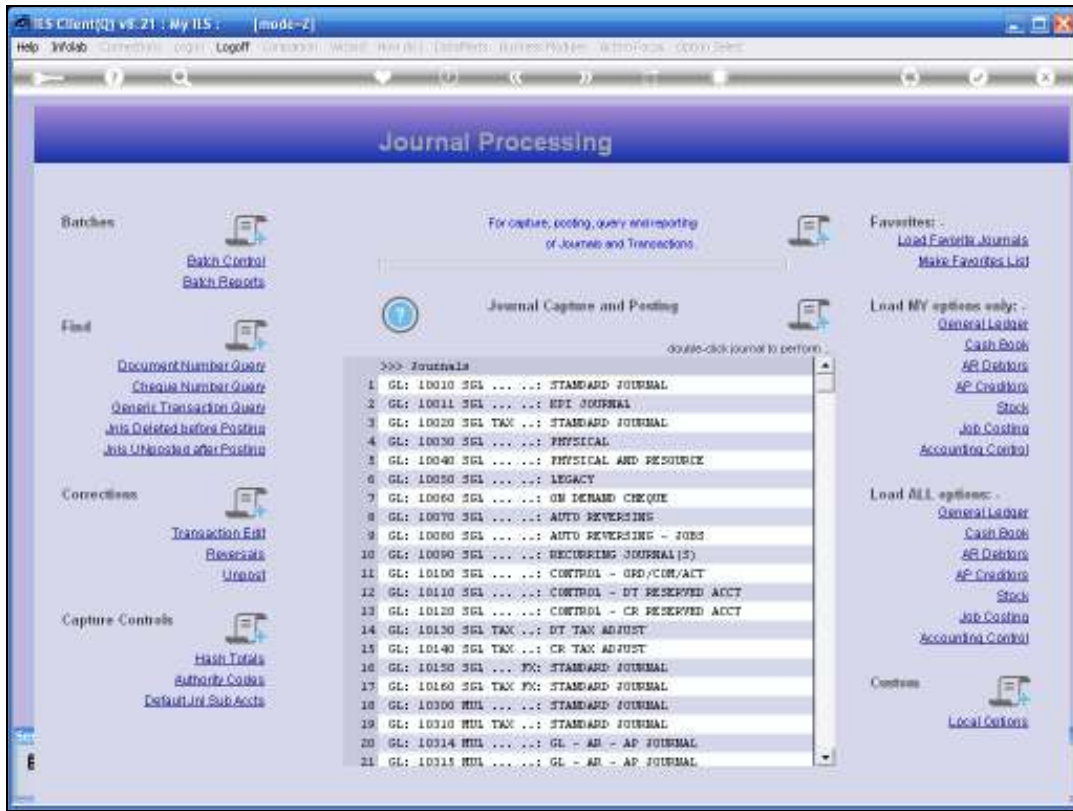 IES Client(Q) v8.21 : My IES : [mode=2]
Help Infolab Logoff
Journal Processing
Batches
Batch Control
Batch Reports
Find
Document Number Query
Cheque Number Query
Generic Transaction Query
Jnls Deleted before Posting
Jnls UNposted after Posting
Corrections
Transaction Edit
Reversals
Unpost
Capture Controls
Hash Totals
Authority Codes
Default Jnl Sub Accts
For capture, posting, query and reporting
of Journals and Transactions.
Journal Capture and Posting
double-click journal to perform .
>>> Journals
1 GL: 10010 SGL ... ..: STANDARD JOURNAL
2 GL: 10011 SGL ... ..: KPI JOURNAL
3 GL: 10020 SGL TAX ..: STANDARD JOURNAL
4 GL: 10030 SGL ... ..: PHYSICAL
5 GL: 10040 SGL ... ..: PHYSICAL AND RESOURCE
6 GL: 10050 SGL ... ..: LEGACY
7 GL: 10060 SGL ... ..: ON DEMAND CHEQUE
8 GL: 10070 SGL ... ..: AUTO REVERSING
9 GL: 10080 SGL ... ..: AUTO REVERSING - JOBS
10 GL: 10090 SGL ... ..: RECURRING JOURNAL(S)
11 GL: 10100 SGL ... ..: CONTROL - ORD/COM/ACT
12 GL: 10110 SGL ... ..: CONTROL - DT RESERVED ACCT
13 GL: 10120 SGL ... ..: CONTROL - CR RESERVED ACCT
14 GL: 10130 SGL TAX ..: DT TAX ADJUST
15 GL: 10140 SGL TAX ..: CR TAX ADJUST
16 GL: 10150 SGL ... FX: STANDARD JOURNAL
17 GL: 10160 SGL TAX FX: STANDARD JOURNAL
18 GL: 10300 MUL ... ..: STANDARD JOURNAL
19 GL: 10310 MUL TAX ..: STANDARD JOURNAL
20 GL: 10314 MUL ... ..: GL - AR - AP JOURNAL
21 GL: 10315 MUL ... ..: GL - AR - AP JOURNAL
Favorites: .
Load Favorite Journals
Make Favorites List
Load MY options only: .
General Ledger
Cash Book
AR Debtors
AP Creditors
Stock
Job Costing
Accounting Control
Load ALL options: .
General Ledger
Cash Book
AR Debtors
AP Creditors
Stock
Job Costing
Accounting Control
Custom
Local Options